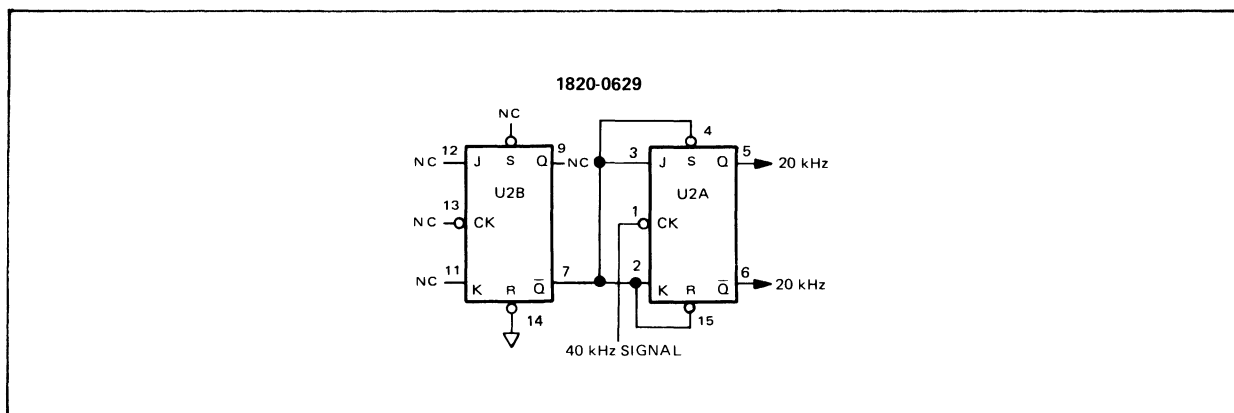 1820-0629
NC
4
12
9
3
5
NC
J
S
Q
NC
J
S
Q
20 kHz
U2B
U2A
13
1
NC
CK
CK
11
7
2
6
NC
K
R
Q̅
K
R
Q̅
20 kHz
14
15
40 kHz SIGNAL